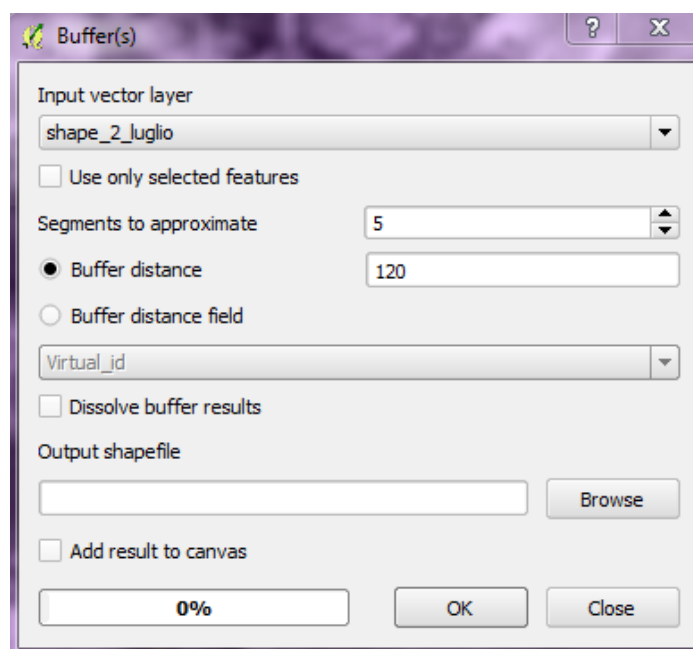 Buffer(s)
Input vector layer
shape_2_luglio
Use only selected features
Segments to approximate 5
Buffer distance 120
Buffer distance field
Virtual_id
Dissolve buffer results
Output shapefile
Browse
Add result to canvas
0% OK Close